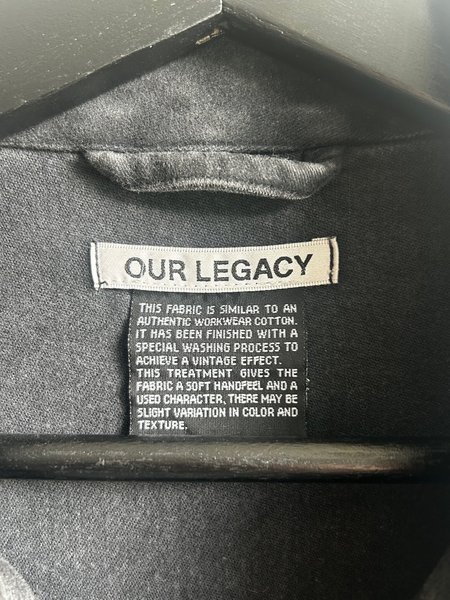 OUR LEGACY
THIS FABRIC IS SIMILAR TO AN
AUTHENTIC WORKWEAR COTTON.
IT HAS BEEN FINISHED WITH A
SPECIAL WASHING PROCESS TO
ACHIEVE A VINTAGE EFFECT.
THIS TREATMENT GIVES THE
FABRIC A SOFT HANDFEEL AND A
USED CHARACTER, THERE MAY BE
SLIGHT VARIATION IN COLOR AND
TEXTURE.